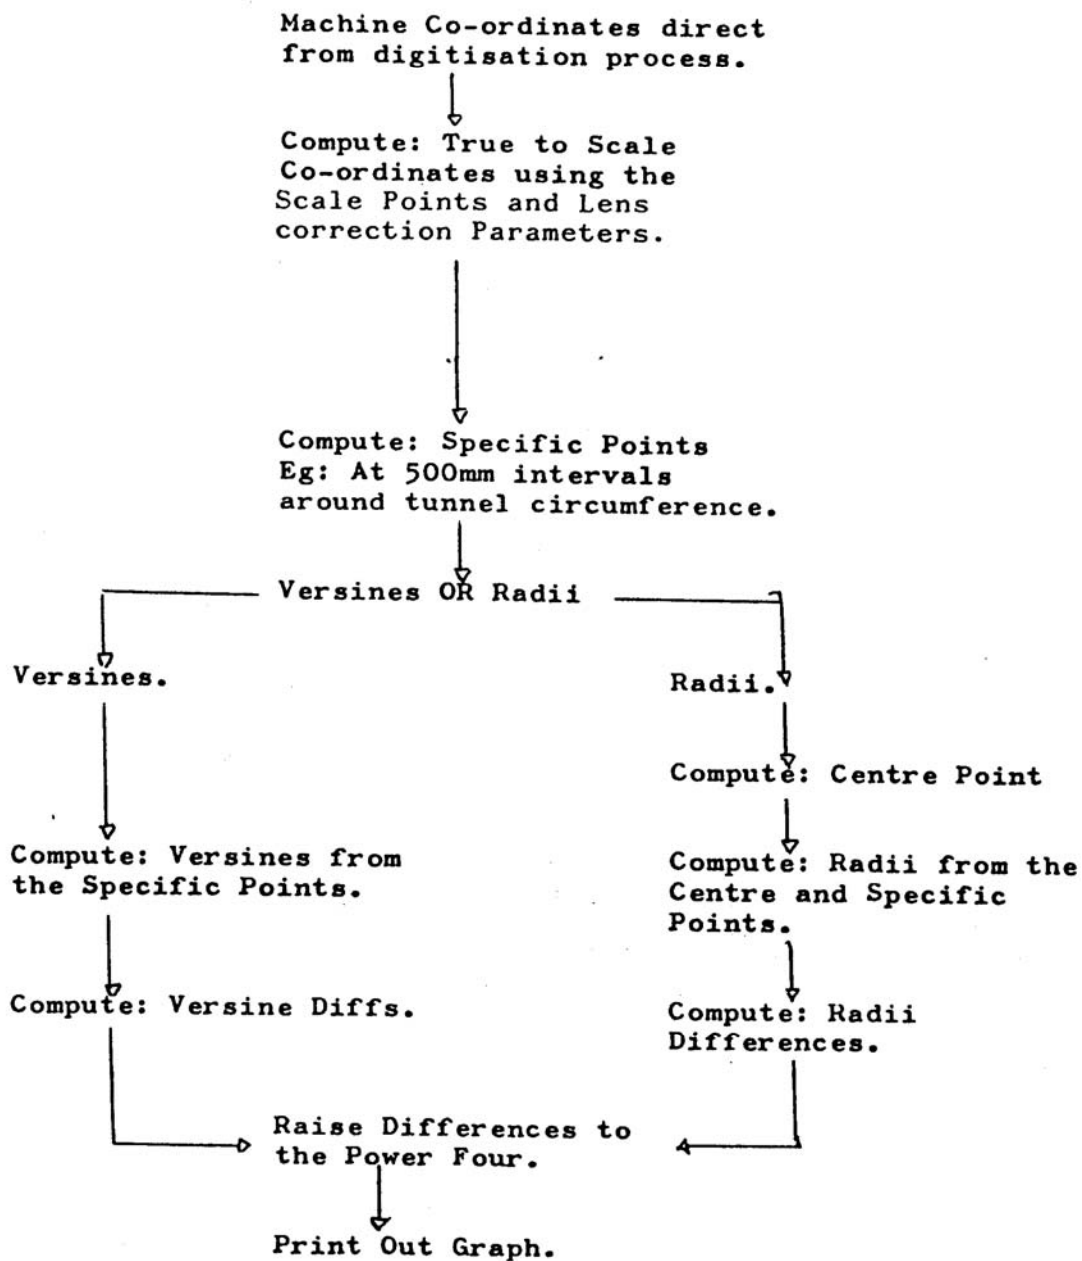 Machine Co-ordinates direct
from digitisation process.
Compute: True to Scale
Co-ordinates using the
Scale Points and Lens
correction Parameters.
Compute: Specific Points
Eg: At 500mm intervals
around tunnel circumference.
Versines OR Radii
Versines.
Compute: Versines from
the Specific Points.
Compute: Versine Diffs.
Radii.
Compute: Centre Point
Compute: Radii from the
Centre and Specific
Points.
Compute: Radii
Differences.
Raise Differences to
the Power Four.
Print Out Graph.